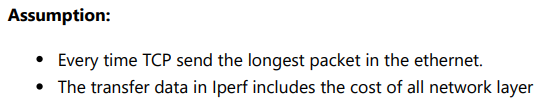 Assumption:
• Every time TCP send the longest packet in the ethernet.
• The transfer data in Iperf includes the cost of all network layer